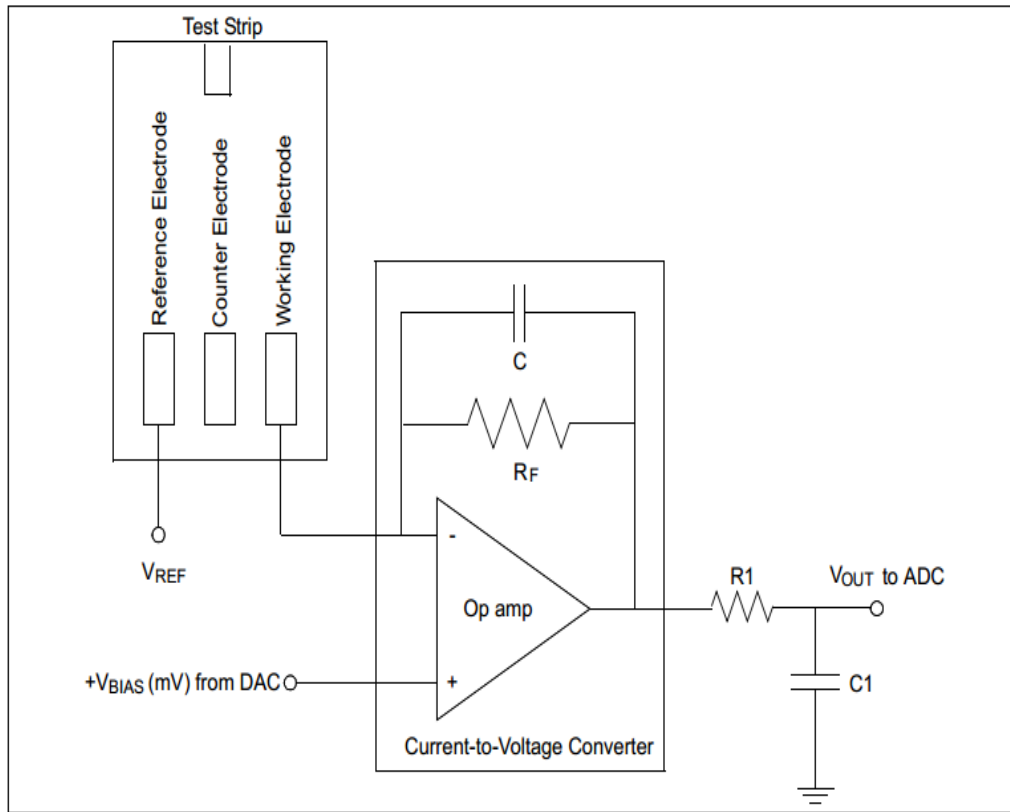 Test Strip
Reference Electrode
Counter Electrode
Working Electrode
C
RF
VREF
-
Op amp
+
R1
VOUT to ADC
+VBIAS (mV) from DAC
C1
Current-to-Voltage Converter